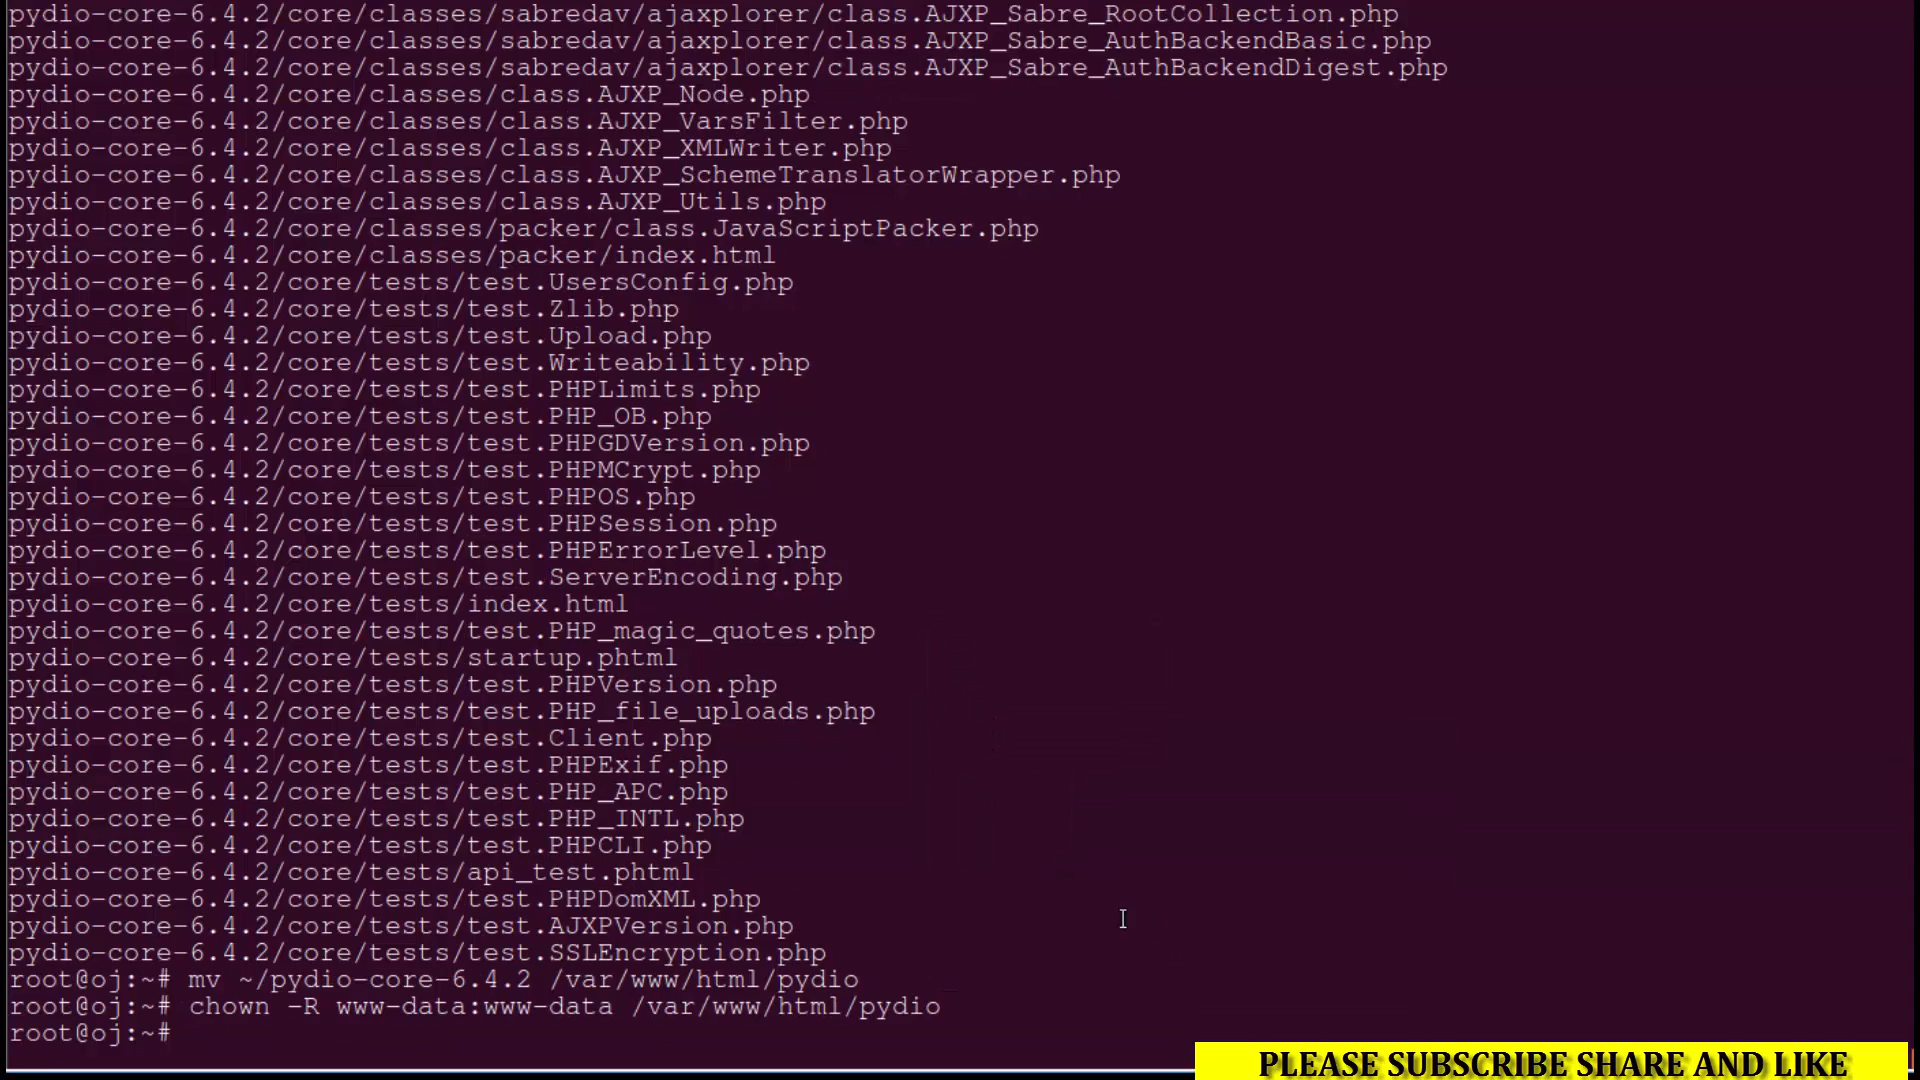 pydio-core-6.4.2/core/classes/sabredav/ajaxplorer/class.AJXP_Sabre_RootCollection.php
pydio-core-6.4.2/core/classes/sabredav/ajaxplorer/class.AJXP_Sabre_AuthBackendBasic.php
pydio-core-6.4.2/core/classes/sabredav/ajaxplorer/class.AJXP_Sabre_AuthBackendDigest.php
pydio-core-6.4.2/core/classes/class.AJXP_Node.php
pydio-core-6.4.2/core/classes/class.AJXP_VarsFilter.php
pydio-core-6.4.2/core/classes/class.AJXP_XMLWriter.php
pydio-core-6.4.2/core/classes/class.AJXP_SchemeTranslatorWrapper.php
pydio-core-6.4.2/core/classes/class.AJXP_Utils.php
pydio-core-6.4.2/core/classes/packer/class.JavaScriptPacker.php
pydio-core-6.4.2/core/classes/packer/index.html
pydio-core-6.4.2/core/tests/test.UsersConfig.php
pydio-core-6.4.2/core/tests/test.Zlib.php
pydio-core-6.4.2/core/tests/test.Upload.php
pydio-core-6.4.2/core/tests/test.Writeability.php
pydio-core-6.4.2/core/tests/test.PHPLimits.php
pydio-core-6.4.2/core/tests/test.PHP_OB.php
pydio-core-6.4.2/core/tests/test.PHPGDVersion.php
pydio-core-6.4.2/core/tests/test.PHPMCrypt.php
pydio-core-6.4.2/core/tests/test.PHPOS.php
pydio-core-6.4.2/core/tests/test.PHPSession.php
pydio-core-6.4.2/core/tests/test.PHPErrorLevel.php
pydio-core-6.4.2/core/tests/test.ServerEncoding.php
pydio-core-6.4.2/core/tests/index.html
pydio-core-6.4.2/core/tests/test.PHP_magic_quotes.php
pydio-core-6.4.2/core/tests/startup.phtml
pydio-core-6.4.2/core/tests/test.PHPVersion.php
pydio-core-6.4.2/core/tests/test.PHP_file_uploads.php
pydio-core-6.4.2/core/tests/test.Client.php
pydio-core-6.4.2/core/tests/test.PHPExif.php
pydio-core-6.4.2/core/tests/test.PHP_APC.php
pydio-core-6.4.2/core/tests/test.PHP_INTL.php
pydio-core-6.4.2/core/tests/test.PHPCLI.php
pydio-core-6.4.2/core/tests/api_test.phtml
pydio-core-6.4.2/core/tests/test.PHPDomXML.php
pydio-core-6.4.2/core/tests/test.AJXPVersion.php
pydio-core-6.4.2/core/tests/test.SSLEncryption.php
root@oj:~# mv ~/pydio-core-6.4.2 /var/www/html/pydio
root@oj:~# chown -R www-data:www-data /var/www/html/pydio
root@oj:~#
PLEASE SUBSCRIBE SHARE AND LIKE